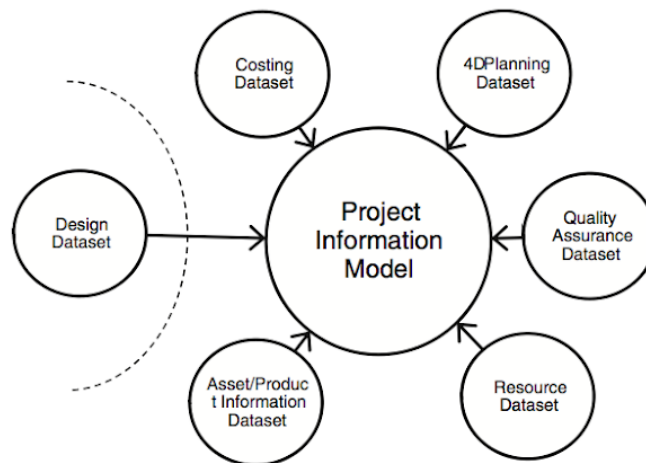 Costing
Dataset
4DPlanning
Dataset
Design
Dataset
Project
Information
Model
Quality
Assurance
Dataset
Asset/Produc
t Information
Dataset
Resource
Dataset